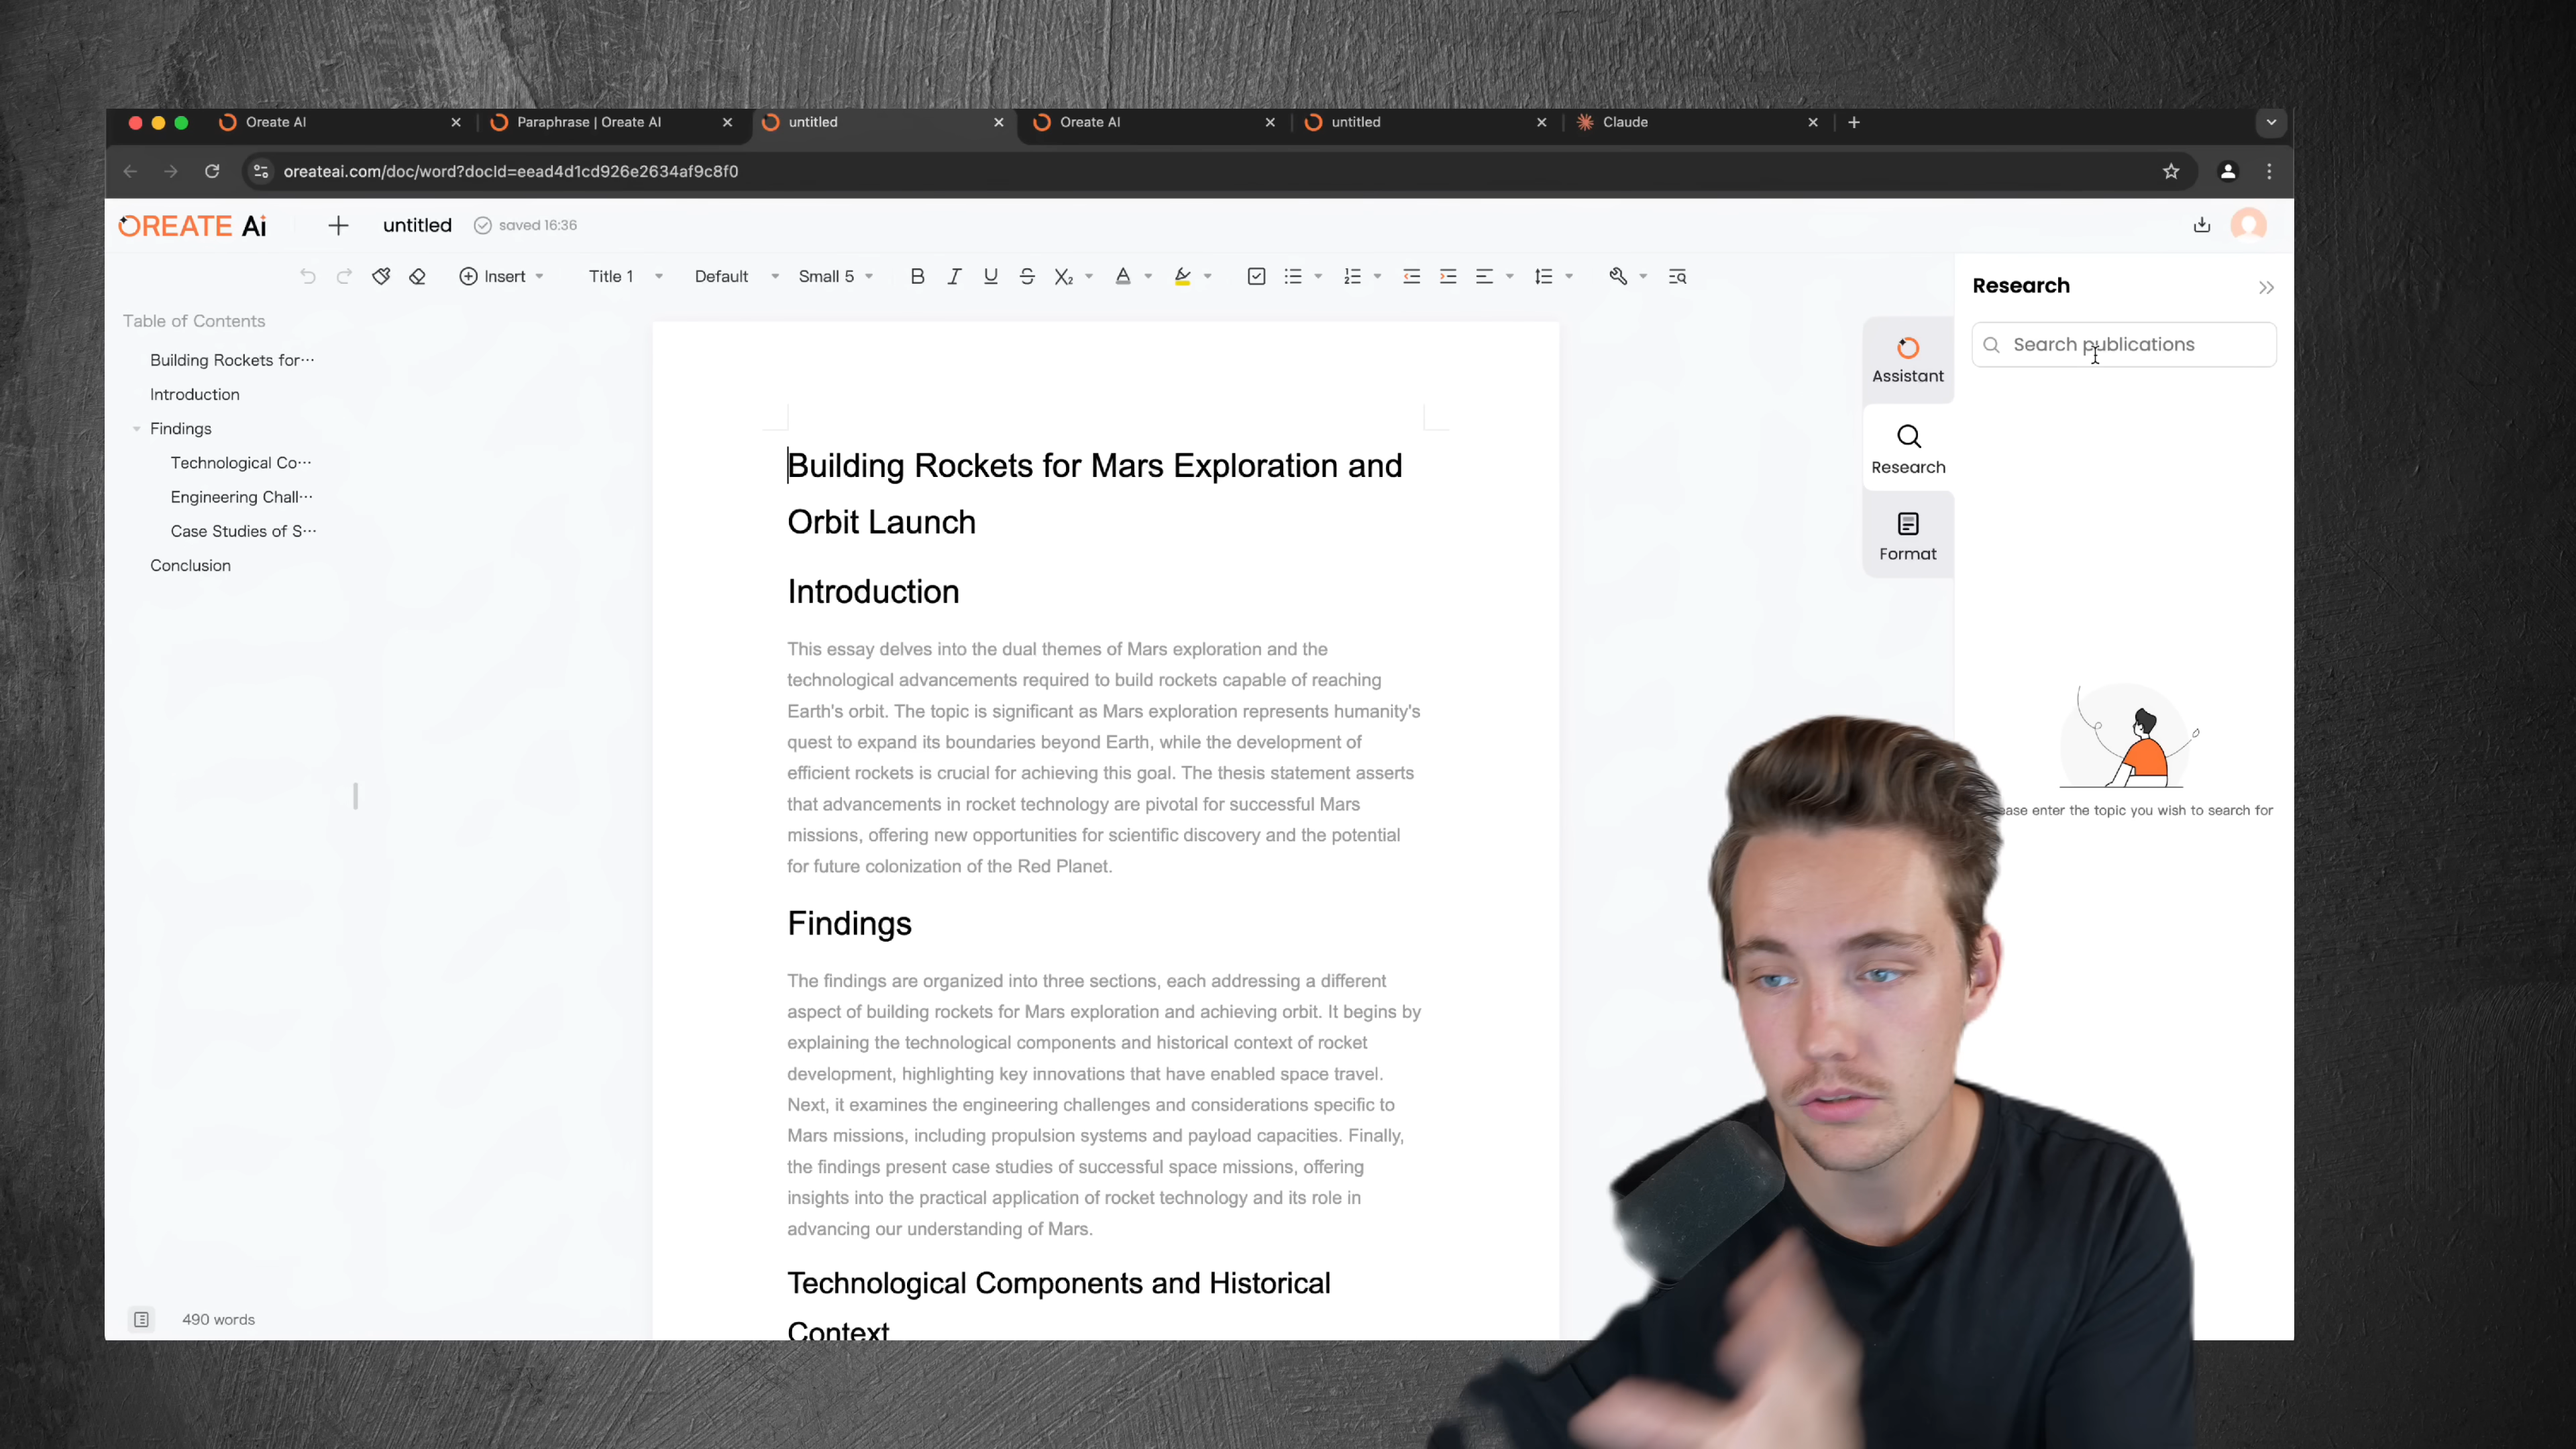 Oreate AI
Paraphrase | Oreate AI
untitled
Oreate AI
untitled
Claude
oreateai.com/doc/word?docId=eead4d1cd926e2634af9c8f0
OREATE Ai
untitled
saved 16:36
Insert
Title 1
Default
Small 5
Table of Contents
Building Rockets for···
Introduction
Findings
Technological Co···
Engineering Chall···
Case Studies of S···
Conclusion
490 words
Building Rockets for Mars Exploration and
Orbit Launch
Introduction
This essay delves into the dual themes of Mars exploration and the
technological advancements required to build rockets capable of reaching
Earth's orbit. The topic is significant as Mars exploration represents humanity's
quest to expand its boundaries beyond Earth, while the development of
efficient rockets is crucial for achieving this goal. The thesis statement asserts
that advancements in rocket technology are pivotal for successful Mars
missions, offering new opportunities for scientific discovery and the potential
for future colonization of the Red Planet.
Findings
The findings are organized into three sections, each addressing a different
aspect of building rockets for Mars exploration and achieving orbit. It begins by
explaining the technological components and historical context of rocket
development, highlighting key innovations that have enabled space travel.
Next, it examines the engineering challenges and considerations specific to
Mars missions, including propulsion systems and payload capacities. Finally,
the findings present case studies of successful space missions, offering
insights into the practical application of rocket technology and its role in
advancing our understanding of Mars.
Technological Components and Historical
Context
Assistant
Research
Format
Research
Search publications
enter the topic you wish to search for